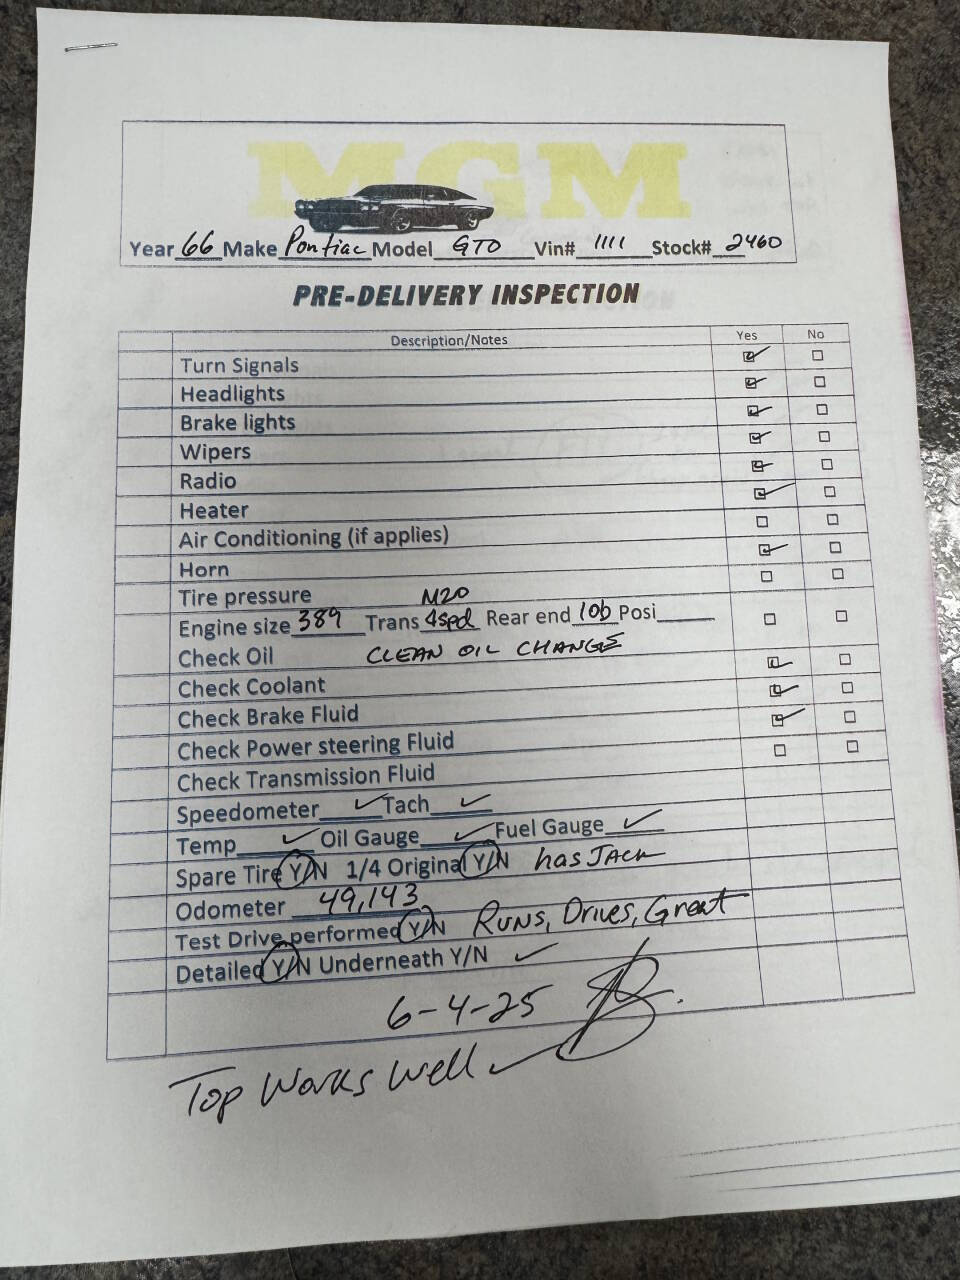 MGM
Year 66 Make Pontiac Model GTO Vin# 1111 Stock# 2460
PRE-DELIVERY INSPECTION
Description/Notes Yes No
Turn Signals
Headlights
Brake lights
Wipers
Radio
Heater
Air Conditioning (if applies)
Horn
Tire pressure M20
Engine size 389 Trans 4spd Rear end 10b Posi
Check Oil CLEAN OIL CHANGE
Check Coolant
Check Brake Fluid
Check Power steering Fluid
Check Transmission Fluid
Speedometer Tach
Temp Oil Gauge Fuel Gauge
Spare Tire Y/N 1/4 Original Y/N has JACK
Odometer 49,143
Test Drive performed Y/N Runs, Drives, Great
Detailed Y/N Underneath Y/N
6-4-25
Top Works Well